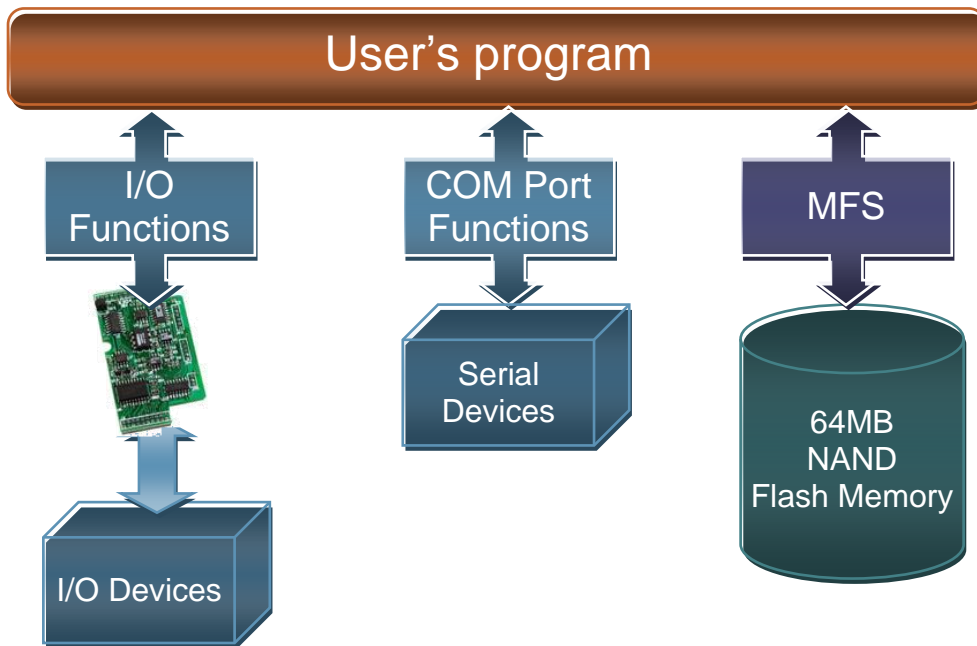 User's program
I/O
Functions
COM Port
Functions
MFS
Serial
Devices
64MB
NAND
Flash Memory
I/O Devices